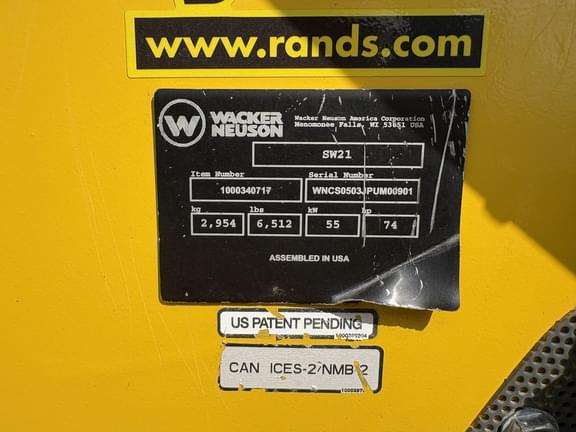 www.rands.com
WACKER
NEUSON
Wacker Neuson America Corporation
Menomonee Falls, WI 53051 USA
SW21
Item Number Serial Number
1000340717 WNCS0503JPUM00901
kg lbs kW hp
2,954 6,512 55 74
ASSEMBLED IN USA
US PATENT PENDING
CAN ICES-2/NMB-2